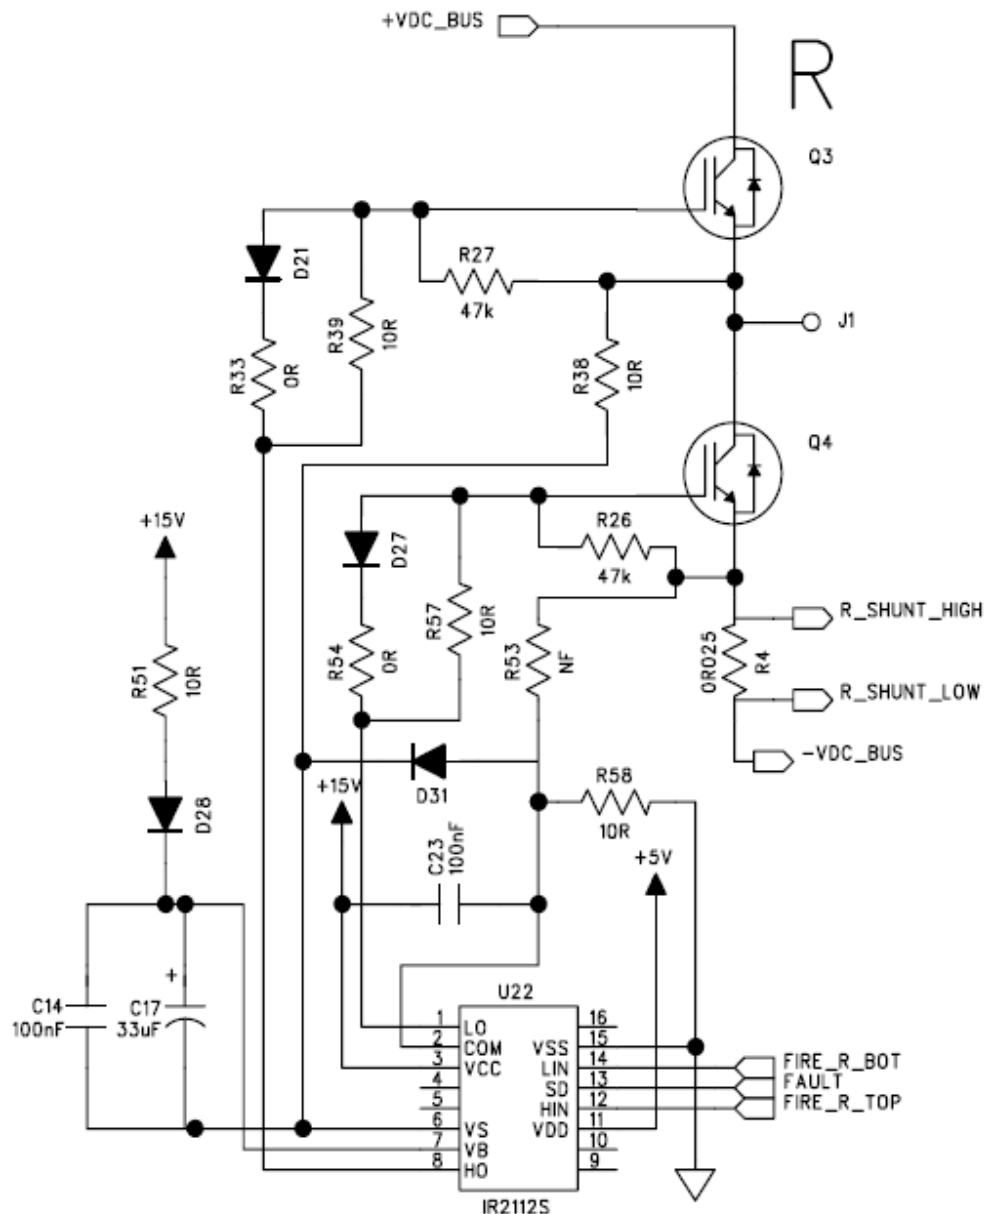 +VDC_BUS
R
Q3
D21
R27
47k
R39
10R
R33
0R
R38
10R
J1
Q4
+15V
D27
R26
47k
R57
10R
R54
0R
R53
NF
R51
10R
R_SHUNT_HIGH
0R025
R4
R_SHUNT_LOW
-VDC_BUS
D28
+15V
D31
R58
10R
C23
100nF
+5V
+
C14
100nF
C17
33uF
U22
1 LO
2 COM
3 VCC
4
5
6 VS
7 VB
8 HO
16
VSS 15
LIN 14
SD 13
HIN 12
VDD 11
10
9
FIRE_R_BOT
FAULT
FIRE_R_TOP
IR2112S